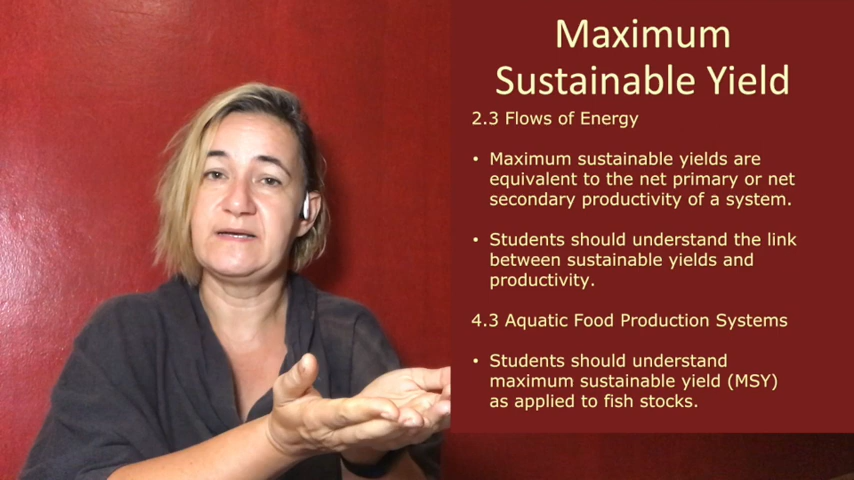 Maximum
Sustainable Yield
2.3 Flows of Energy
• Maximum sustainable yields are
equivalent to the net primary or net
secondary productivity of a system.
• Students should understand the link
between sustainable yields and
productivity.
4.3 Aquatic Food Production Systems
• Students should understand
maximum sustainable yield (MSY)
as applied to fish stocks.